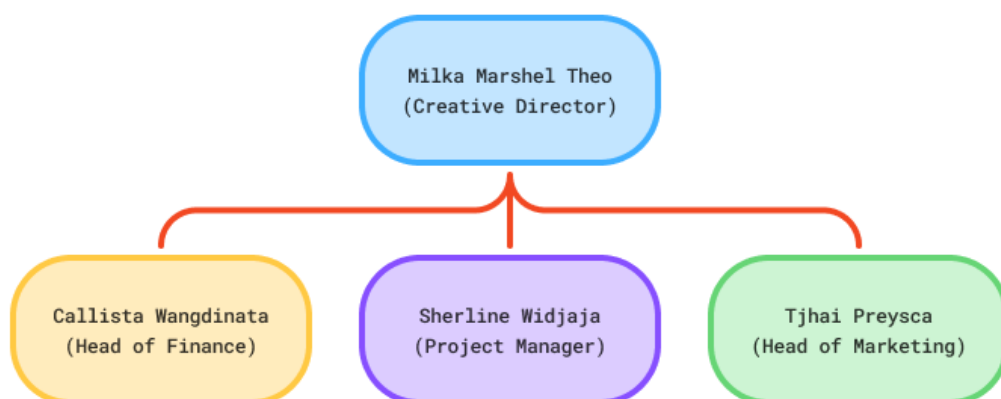 Milka Marshel Theo
(Creative Director)
Callista Wangdinata
(Head of Finance)
Sherline Widjaja
(Project Manager)
Tjhai Preysca
(Head of Marketing)